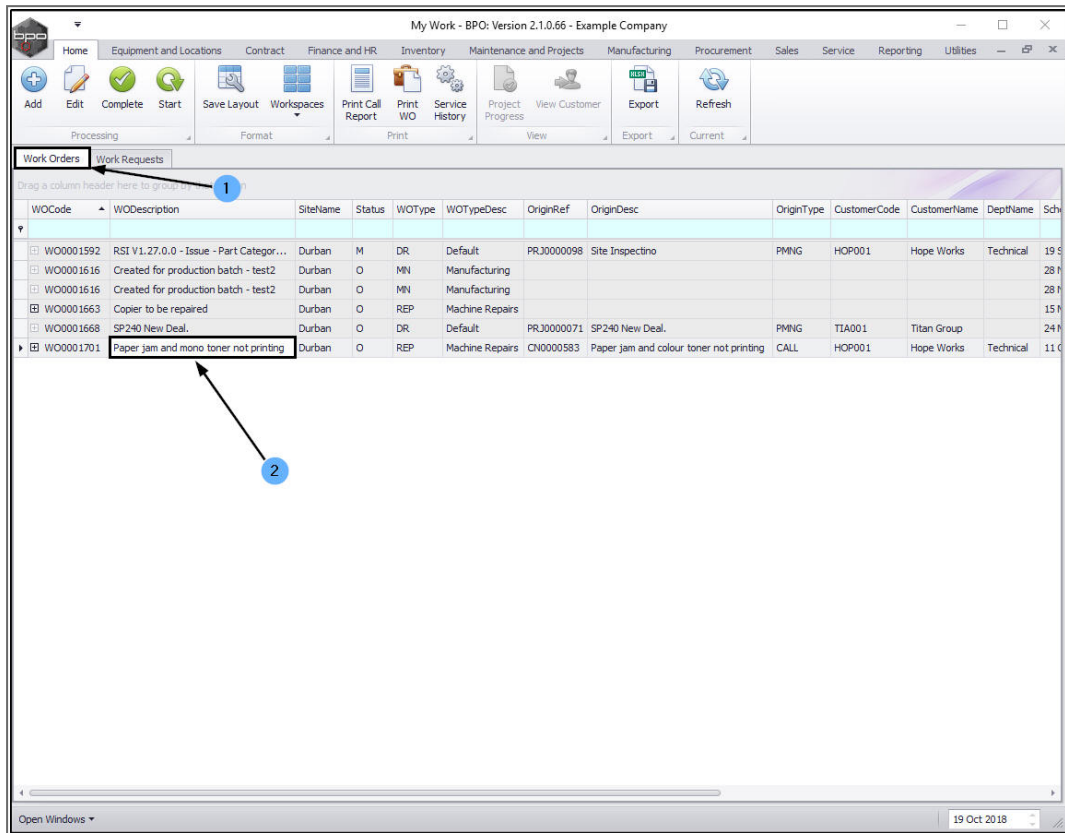 My Work - BPO: Version 2.1.0.66 - Example Company
bpo
Home Equipment and Locations Contract Finance and HR Inventory Maintenance and Projects Manufacturing Procurement Sales Service Reporting Utilities
Add Edit Complete Start Save Layout Workspaces Print Call Report Print WO Service History Project Progress View Customer Export Refresh
Processing Format Print View Export Current
Work Orders Work Requests
1
Drag a column header here to group by
WOCode WODescription SiteName Status WOType WOTypeDesc OriginRef OriginDesc OriginType CustomerCode CustomerName DeptName Sch
WO0001592 RSI V1.27.0.0 - Issue - Part Categor... Durban M DR Default PRJ0000098 Site Inspectino PMNG HOP001 Hope Works Technical 19 S
WO0001616 Created for production batch - test2 Durban O MN Manufacturing 28 N
WO0001616 Created for production batch - test2 Durban O MN Manufacturing 28 N
WO0001663 Copier to be repaired Durban O REP Machine Repairs 15 N
WO0001668 SP240 New Deal. Durban O DR Default PRJ0000071 SP240 New Deal. PMNG TIA001 Titan Group 24 N
WO0001701 Paper jam and mono toner not printing Durban O REP Machine Repairs CN0000583 Paper jam and colour toner not printing CALL HOP001 Hope Works Technical 11
2
Open Windows 19 Oct 2018